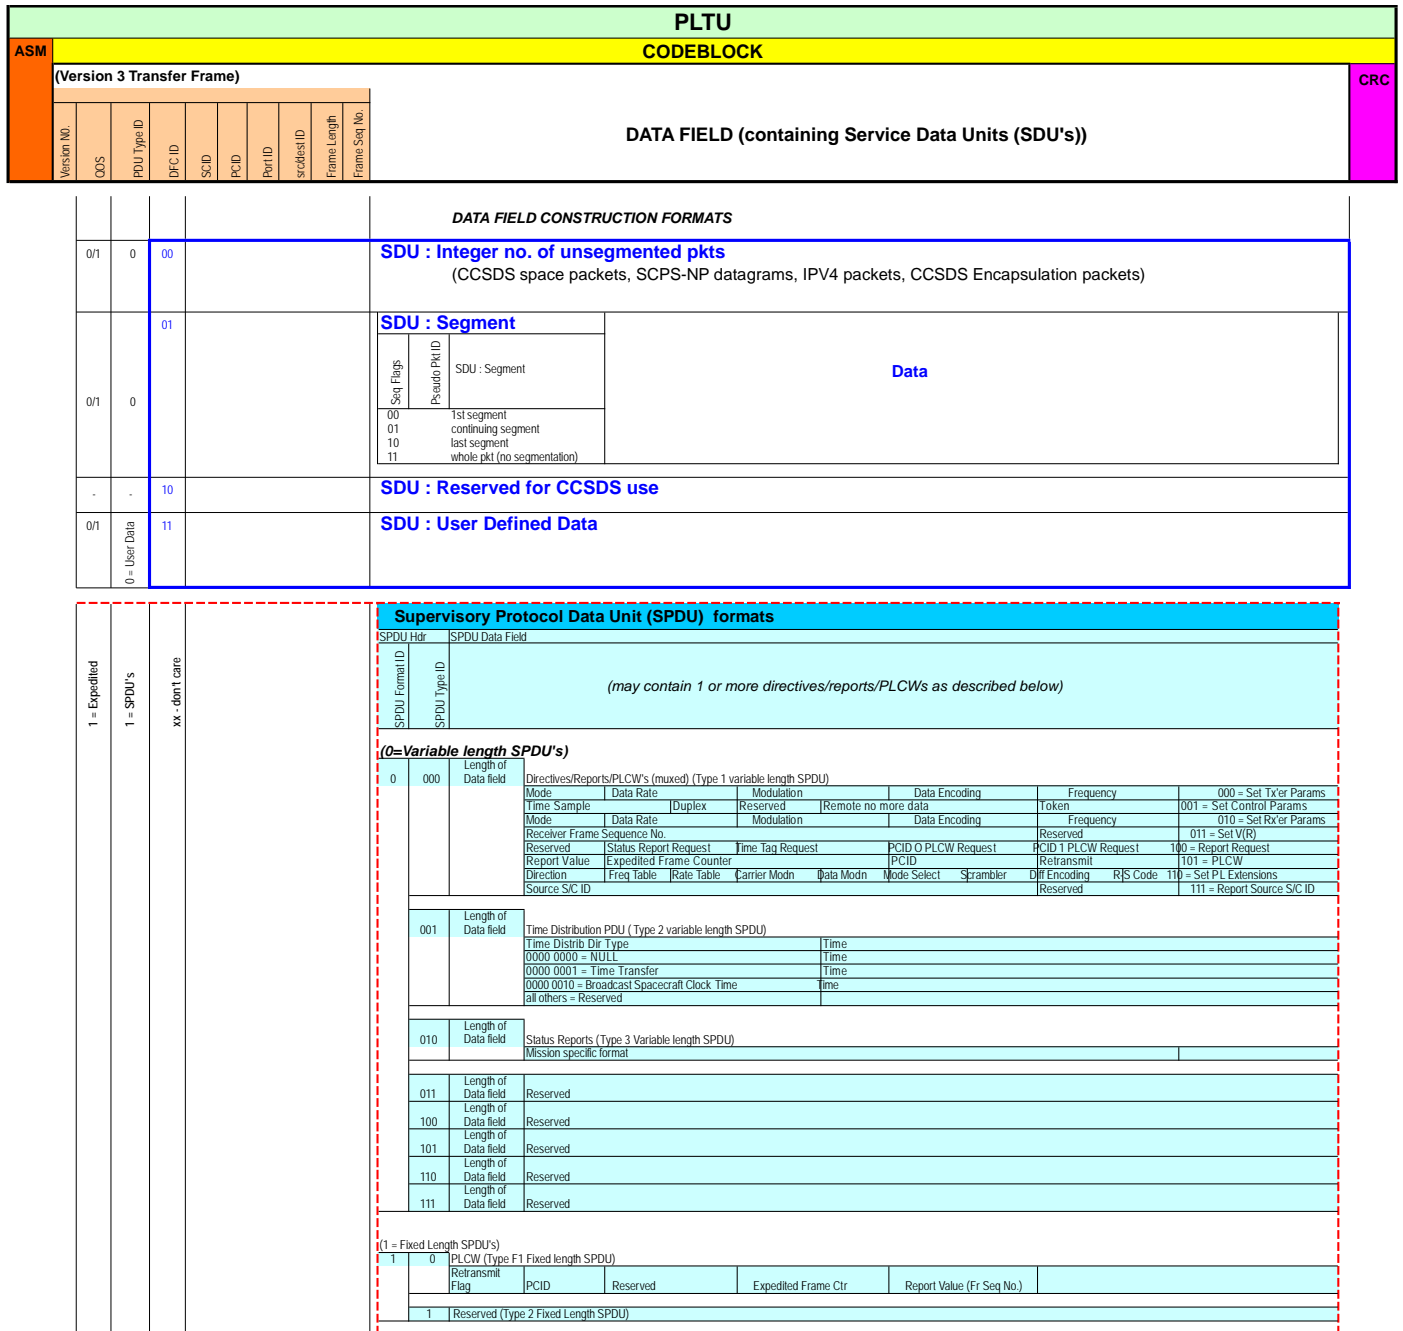 PLTU
ASM
CODEBLOCK
(Version 3 Transfer Frame)
CRC
Version N0.
QOS
PDU Type ID
DFC ID
SCID
PCID
Port ID
src/dest ID
Frame Length
Frame Seq No.
DATA FIELD (containing Service Data Units (SDU's))
DATA FIELD CONSTRUCTION FORMATS
0/1 0 00 SDU : Integer no. of unsegmented pkts
(CCSDS space packets, SCPS-NP datagrams, IPV4 packets, CCSDS Encapsulation packets)
0/1 0 01 SDU : Segment
Seq Flags
Pseudo Pkt ID
SDU : Segment
Data
00 1st segment
01 continuing segment
10 last segment
11 whole pkt (no segmentation)
- - 10 SDU : Reserved for CCSDS use
0/1 0 = User Data 11 SDU : User Defined Data
1 = Expedited
1 = SPDU's
xx - don't care
Supervisory Protocol Data Unit (SPDU) formats
SPDU Hdr SPDU Data Field
SPDU Format ID
SPDU Type ID
(may contain 1 or more directives/reports/PLCWs as described below)
(0=Variable length SPDU's)
0 000 Length of
Data field Directives/Reports/PLCW's (muxed) (Type 1 variable length SPDU)
Mode Data Rate Modulation Data Encoding Frequency 000 = Set Tx'er Params
Time Sample Duplex Reserved Remote no more data Token 001 = Set Control Params
Mode Data Rate Modulation Data Encoding Frequency 010 = Set Rx'er Params
Receiver Frame Sequence No. Reserved 011 = Set V(R)
Reserved Status Report Request Time Tag Request PCID O PLCW Request PCID 1 PLCW Request 100 = Report Request
Report Value Expedited Frame Counter PCID Retransmit 101 = PLCW
Direction Freq Table Rate Table Carrier Modn Data Modn Mode Select Scrambler Diff Encoding R-S Code 110 = Set PL Extensions
Source S/C ID Reserved 111 = Report Source S/C ID
001 Length of
Data field Time Distribution PDU ( Type 2 variable length SPDU)
Time Distrib Dir Type Time
0000 0000 = NULL Time
0000 0001 = Time Transfer Time
0000 0010 = Broadcast Spacecraft Clock Time Time
all others = Reserved
010 Length of
Data field Status Reports (Type 3 Variable length SPDU)
Mission specific format
011 Length of
Data field Reserved
100 Length of
Data field Reserved
101 Length of
Data field Reserved
110 Length of
Data field Reserved
111 Length of
Data field Reserved
(1 = Fixed Length SPDU's)
1 0 PLCW (Type F1 Fixed length SPDU)
Retransmit
Flag PCID Reserved Expedited Frame Ctr Report Value (Fr Seq No.)
1 Reserved (Type 2 Fixed Length SPDU)